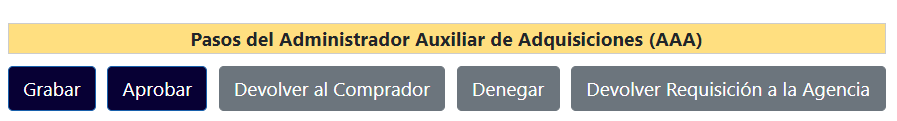 Pasos del Administrador Auxiliar de Adquisiciones (AAA)
Grabar Aprobar Devolver al Comprador Denegar Devolver Requisición a la Agencia